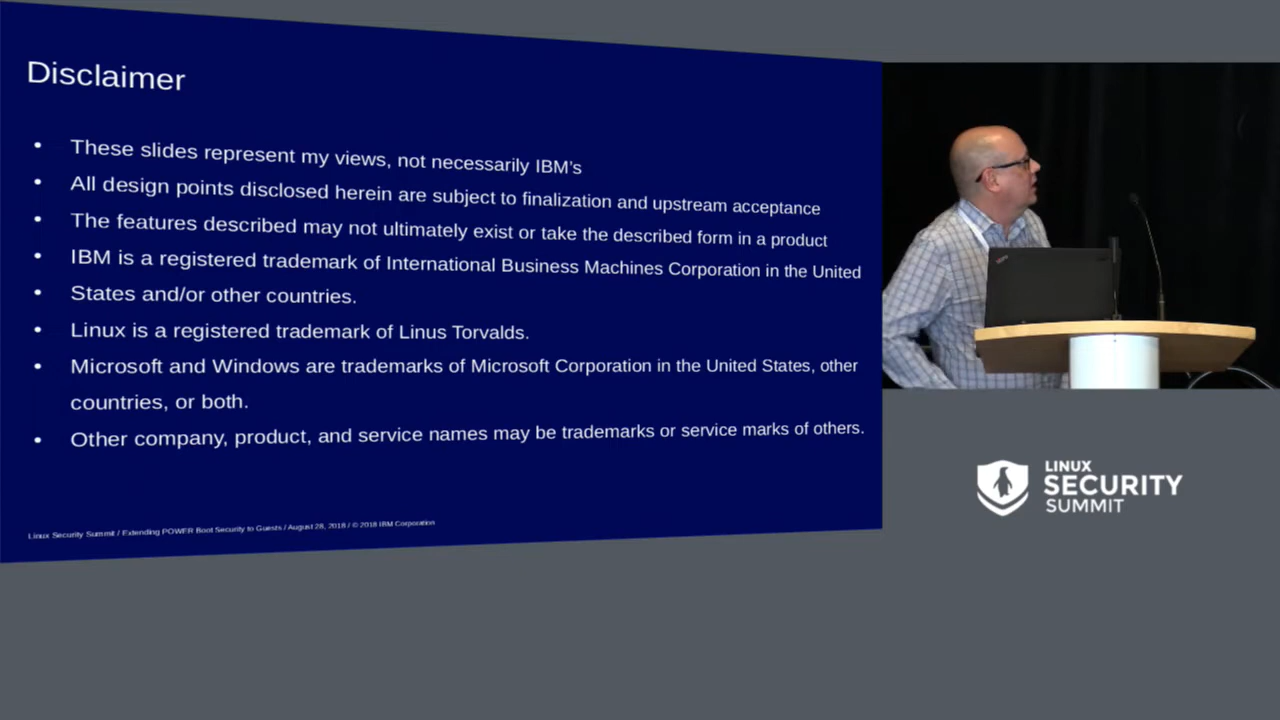 Disclaimer
• These slides represent my views, not necessarily IBM's
• All design points disclosed herein are subject to finalization and upstream acceptance
• The features described may not ultimately exist or take the described form in a product
• IBM is a registered trademark of International Business Machines Corporation in the United
• States and/or other countries.
• Linux is a registered trademark of Linus Torvalds.
• Microsoft and Windows are trademarks of Microsoft Corporation in the United States, other
countries, or both.
• Other company, product, and service names may be trademarks or service marks of others.
Linux Security Summit / Extending POWER Boot Security to Guests / August 28, 2018 / © 2018 IBM Corporation
LINUX
SECURITY
SUMMIT